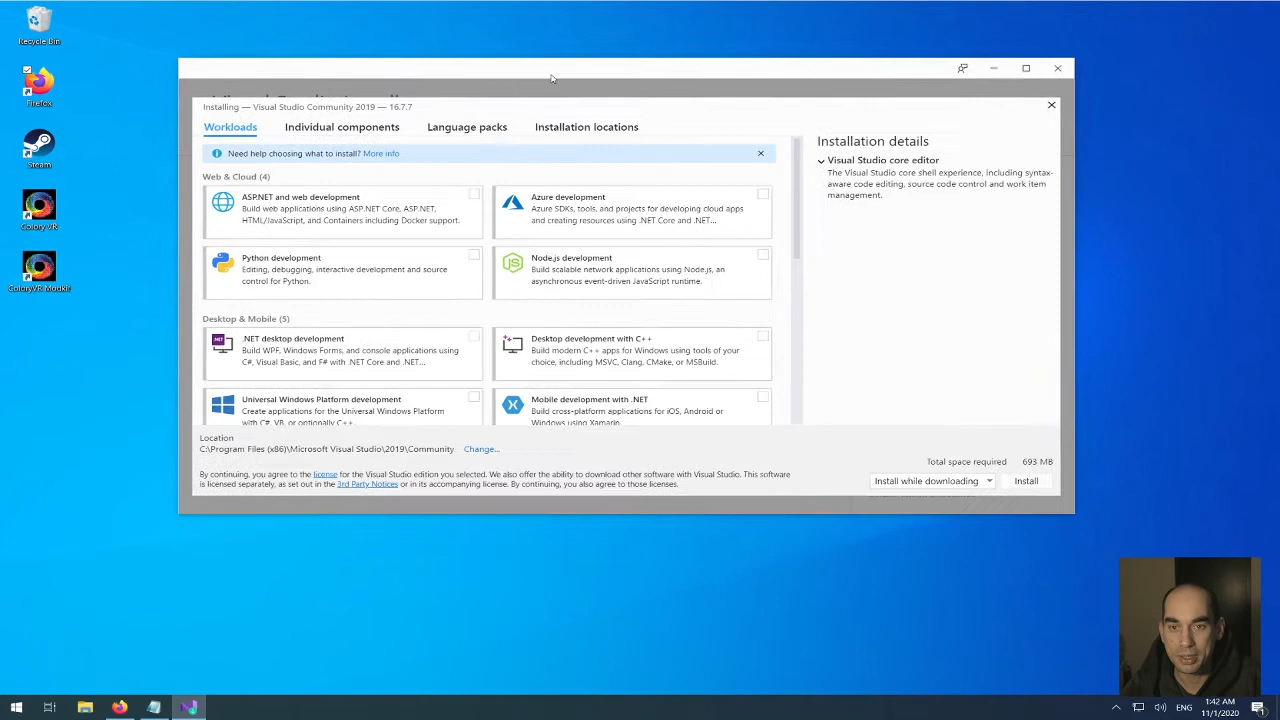 Recycle Bin
Firefox
Steam
Colory VR
ColoryVR Modkit
Installing — Visual Studio Community 2019 — 16.7.7
Workloads
Individual components
Language packs
Installation locations
Need help choosing what to install? More info
Web & Cloud (4)
ASP.NET and web development
Build web applications using ASP.NET Core, ASP.NET,
HTML/JavaScript, and Containers including Docker support.
Azure development
Azure SDKs, tools, and projects for developing cloud apps
and creating resources using .NET Core and .NET...
Python development
Editing, debugging, interactive development and source
control for Python.
Node.js development
Build scalable network applications using Node.js, an
asynchronous event-driven JavaScript runtime.
Desktop & Mobile (5)
.NET desktop development
Build WPF, Windows Forms, and console applications using
C#, Visual Basic, and F# with .NET Core and .NET...
Desktop development with C++
Build modern C++ apps for Windows using tools of your
choice, including MSVC, Clang, CMake, or MSBuild.
Universal Windows Platform development
Create applications for the Universal Windows Platform
with C#, VB, or optionally C++.
Mobile development with .NET
Build cross-platform applications for iOS, Android or
Windows using Xamarin.
Installation details
Visual Studio core editor
The Visual Studio core shell experience, including syntax-
aware code editing, source code control and work item
management.
Location
C:\Program Files (x86)\Microsoft Visual Studio\2019\Community
Change...
By continuing, you agree to the license for the Visual Studio edition you selected. We also offer the ability to download other software with Visual Studio. This software
is licensed separately, as set out in the 3rd Party Notices or in its accompanying license. By continuing, you also agree to those licenses.
Total space required 693 MB
Install while downloading
Install
ENG
1:42 AM
11/1/2020